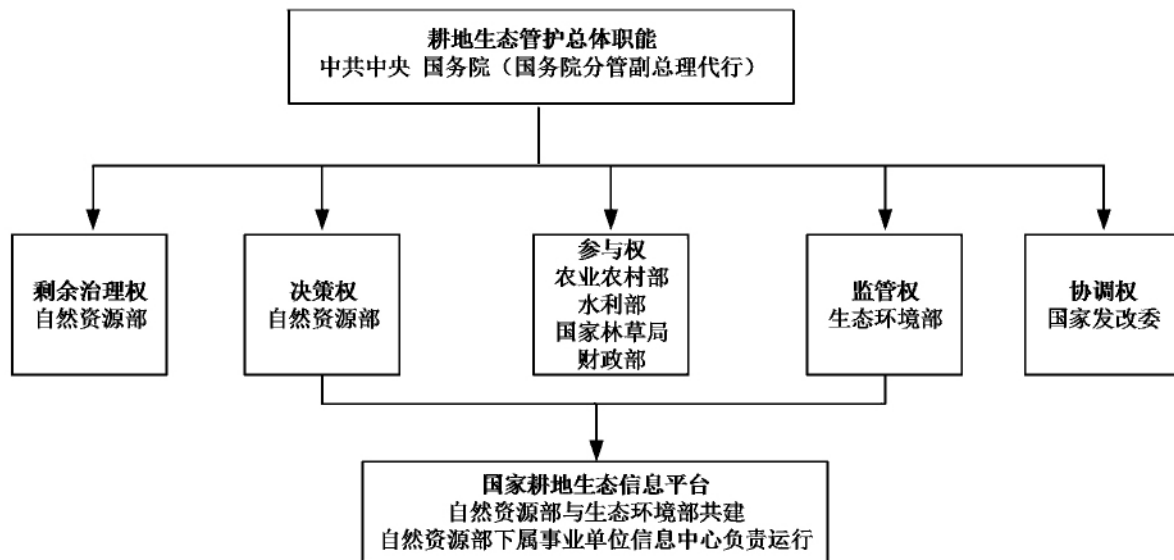 耕地生态管护总体职能
中共中央 国务院（国务院分管副总理代行）
剩余治理权
自然资源部
决策权
自然资源部
参与权
农业农村部
水利部
国家林草局
财政部
监管权
生态环境部
协调权
国家发改委
国家耕地生态信息平台
自然资源部与生态环境部共建
自然资源部下属事业单位信息中心负责运行